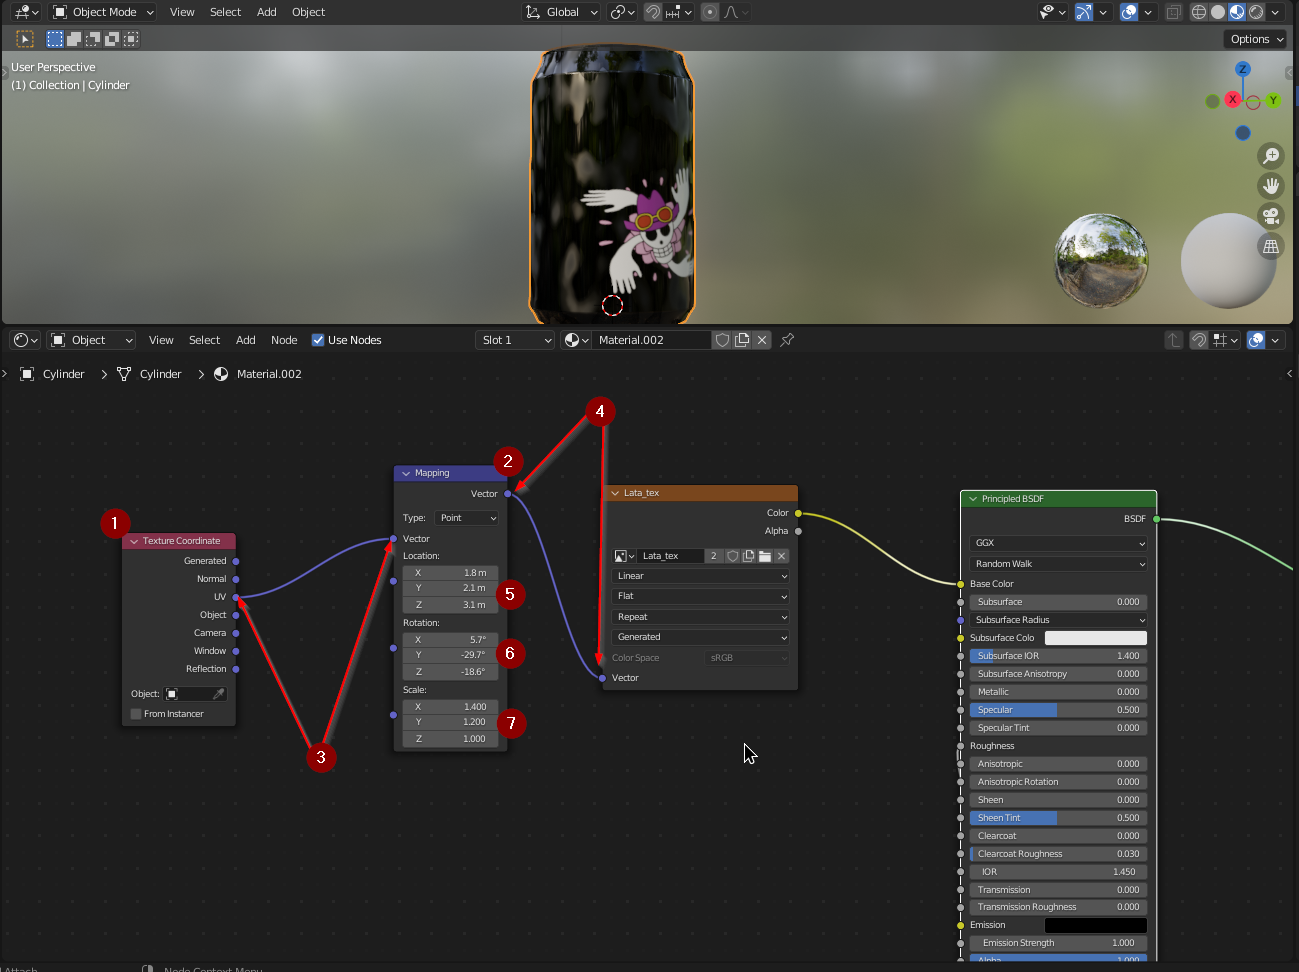 Object Mode View Select Add Object Global
Options
User Perspective
(1) Collection | Cylinder
Z
X Y
Object View Select Add Node Use Nodes Slot 1 Material.002
Cylinder > Cylinder > Material.002
4
2
Mapping
Vector
Type: Point
Vector
Location:
X 1.8 m
Y 2.1 m
Z 3.1 m
5
Rotation:
X 5.7°
Y -29.7°
Z -18.6°
6
Scale:
X 1.400
Y 1.200
Z 1.000
7
1
Texture Coordinate
Generated
Normal
UV
Object
Camera
Window
Reflection
Object:
From Instancer
3
Lata_tex
Color
Alpha
Lata_tex 2
Linear
Flat
Repeat
Generated
Color Space sRGB
Vector
Principled BSDF
BSDF
GGX
Random Walk
Base Color
Subsurface 0.000
Subsurface Radius
Subsurface Colo
Subsurface IOR 1.400
Subsurface Anisotropy 0.000
Metallic 0.000
Specular 0.500
Specular Tint 0.000
Roughness
Anisotropic 0.000
Anisotropic Rotation 0.000
Sheen 0.000
Sheen Tint 0.500
Clearcoat 0.000
Clearcoat Roughness 0.030
IOR 1.450
Transmission 0.000
Transmission Roughness 0.000
Emission
Emission Strength 1.000
Alpha 1.000
Attach Node Context Menu